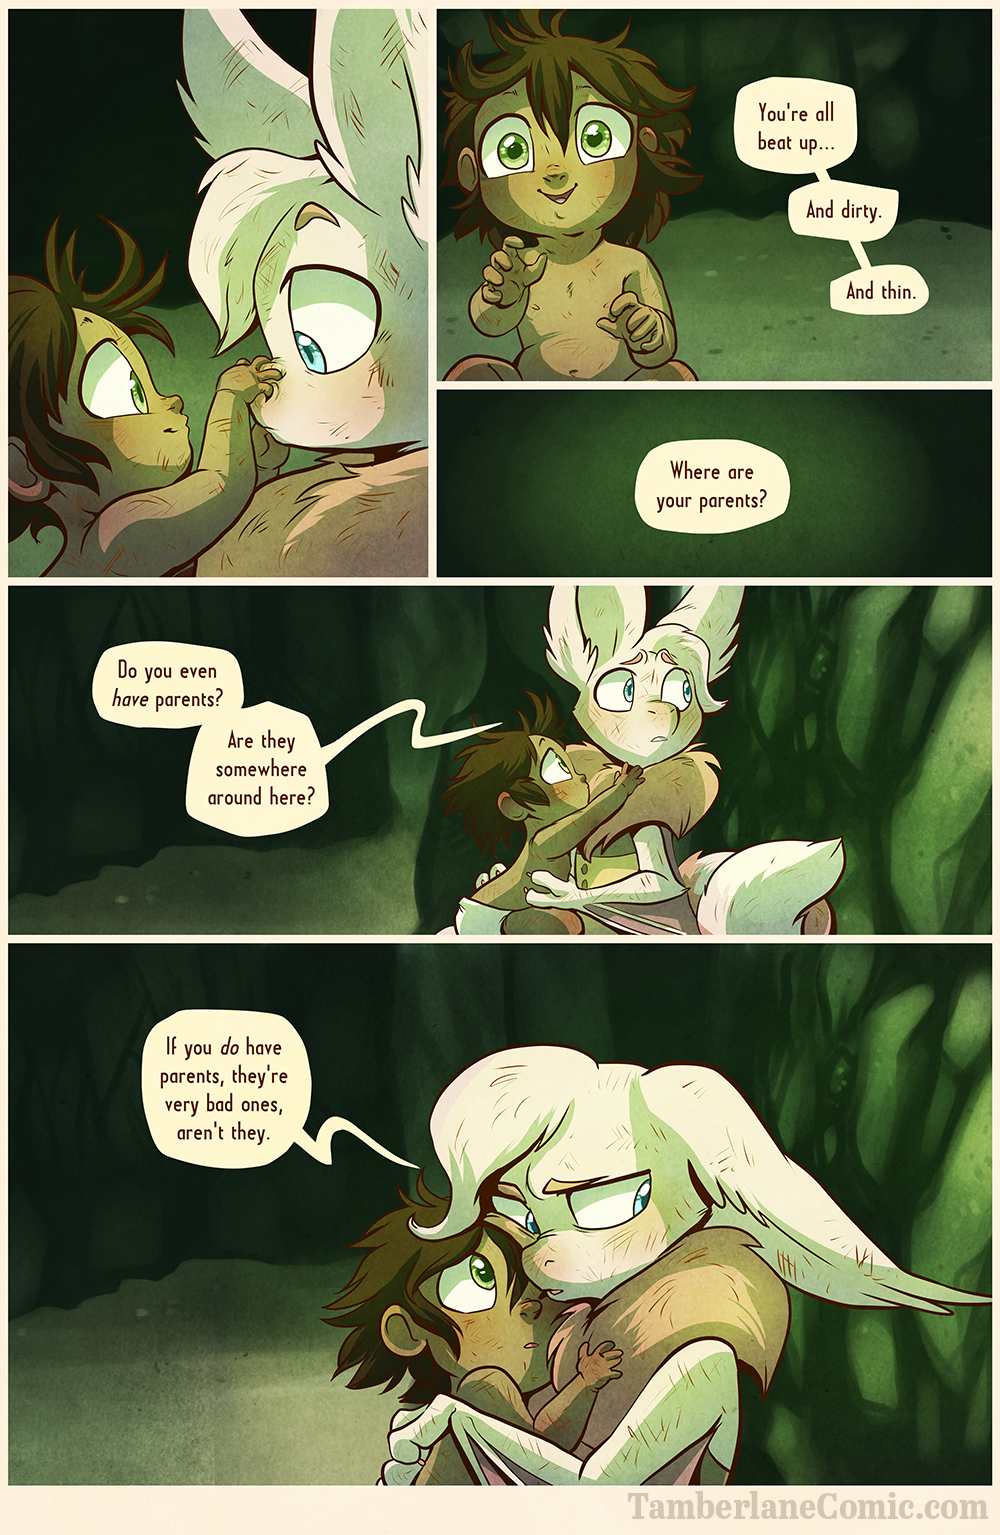 You're all
beat up...
And dirty.
And thin.
Where are
your parents?
Do you even
have parents?
Are they
somewhere
around here?
If you do have
parents, they're
very bad ones,
aren't they.
TamberlaneComic.com